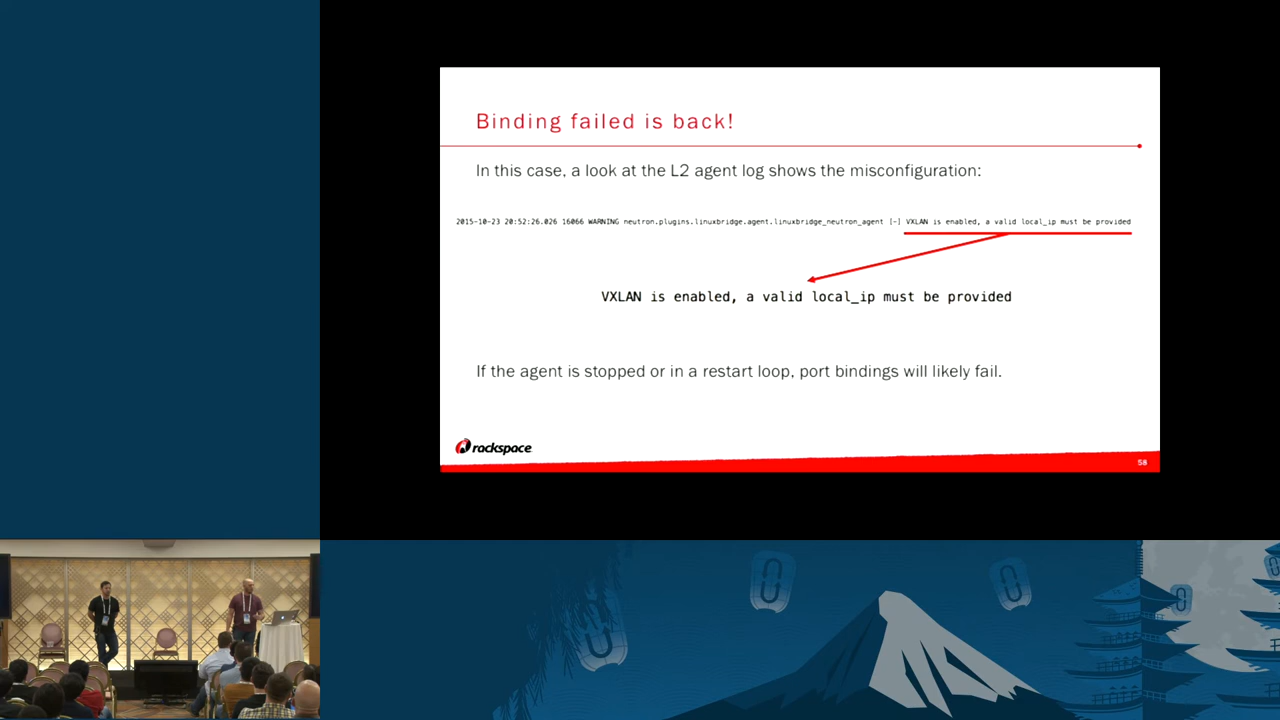 Binding failed is back!
In this case, a look at the L2 agent log shows the misconfiguration:
2015-10-23 20:52:26.026 16066 WARNING neutron.plugins.linuxbridge.agent.linuxbridge_neutron_agent [-] VXLAN is enabled, a valid local_ip must be provided
VXLAN is enabled, a valid local_ip must be provided
If the agent is stopped or in a restart loop, port bindings will likely fail.
rackspace
58